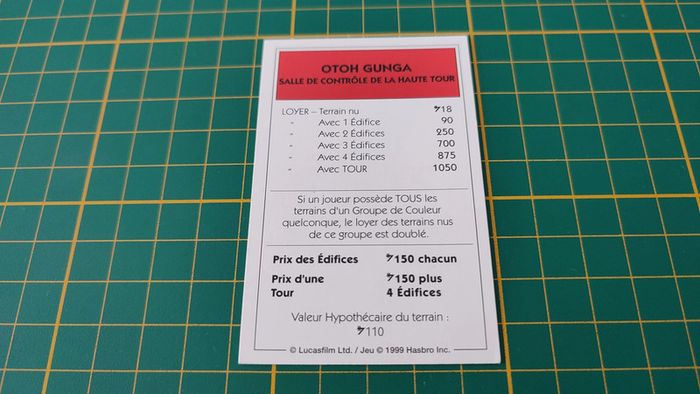 OTOH GUNGA
SALLE DE CONTRÔLE DE LA HAUTE TOUR
LOYER – Terrain nu 18
" Avec 1 Édifice 90
" Avec 2 Édifices 250
" Avec 3 Édifices 700
" Avec 4 Édifices 875
" Avec TOUR 1050
Si un joueur possède TOUS les
terrains d'un Groupe de Couleur
quelconque, le loyer des terrains nus
de ce groupe est doublé.
Prix des Édifices 150 chacun
Prix d'une 150 plus
Tour 4 Édifices
Valeur Hypothécaire du terrain :
110
© Lucasfilm Ltd. / Jeu © 1999 Hasbro Inc.